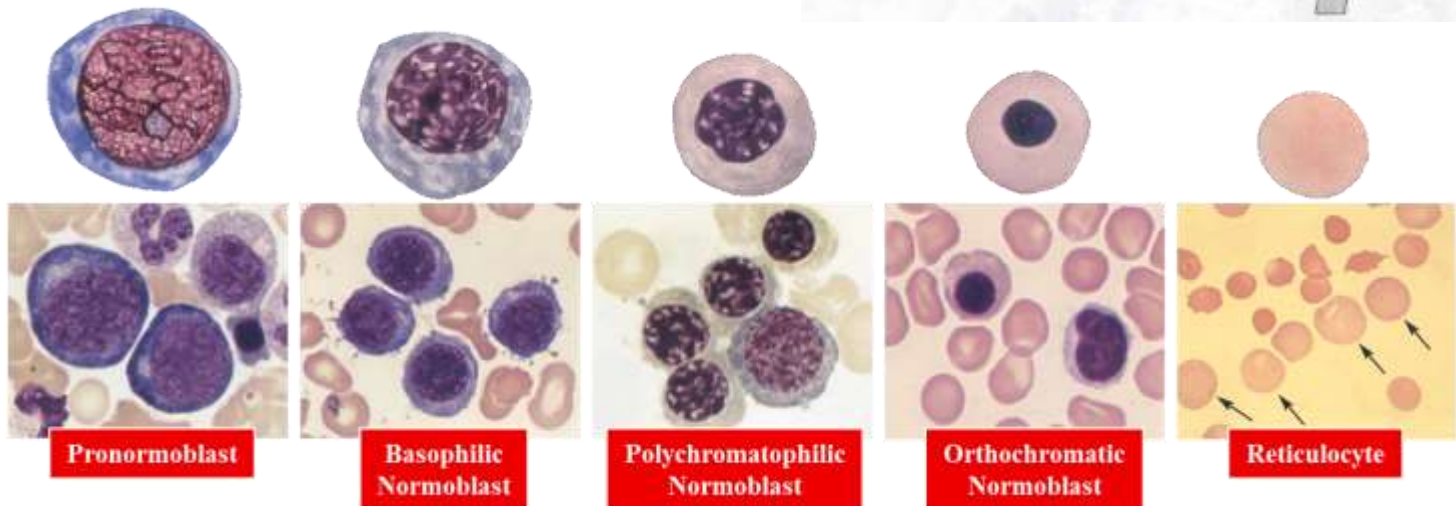 Pronormoblast
Basophilic
Normoblast
Polychromatophilic
Normoblast
Orthochromatic
Normoblast
Reticulocyte